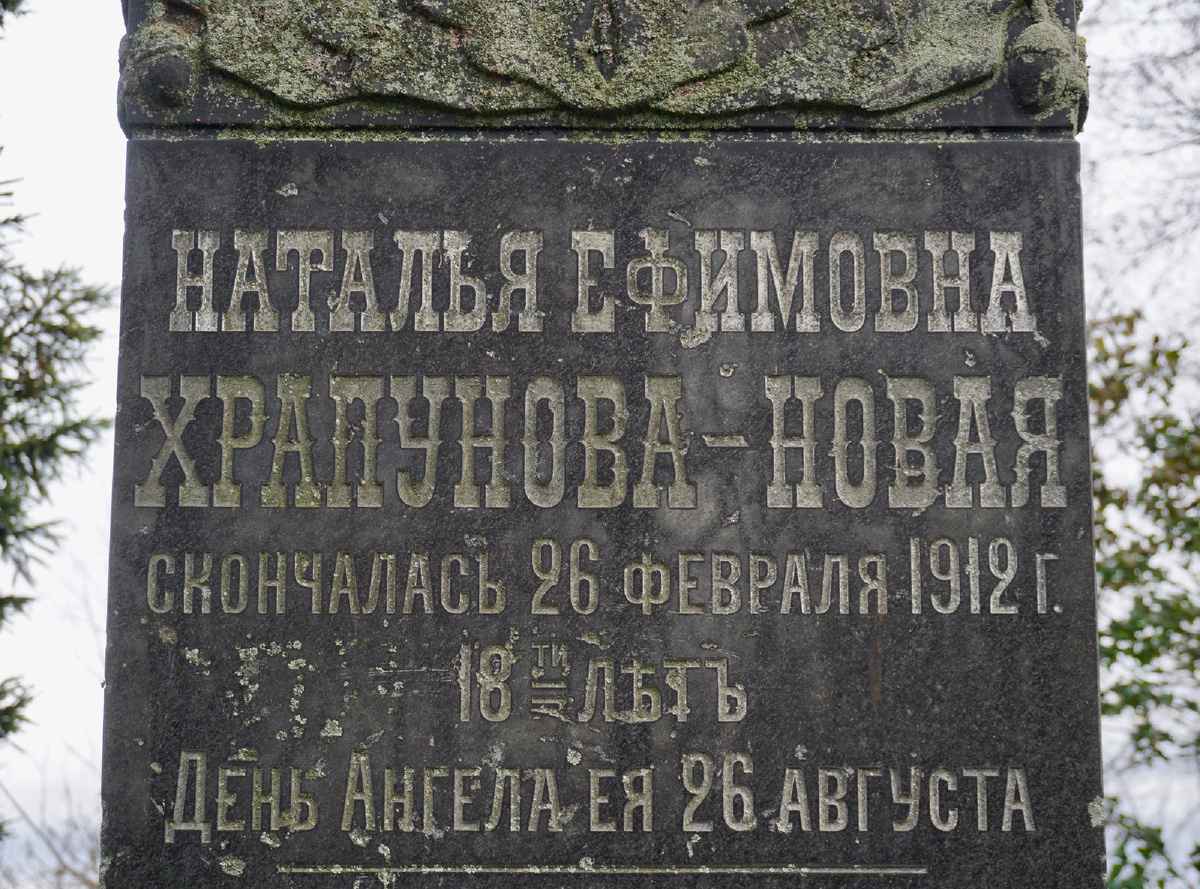 НАТАЛЬЯ ЕФИМОВНА
ХРАПУНОВА-НОВАЯ
СКОНЧАЛАСЬ 26 ФЕВРАЛЯ 1912 Г.
18ТИ ЛѢТЪ
ДЕНЬ АНГЕЛА ЕЯ 26 АВГУСТА